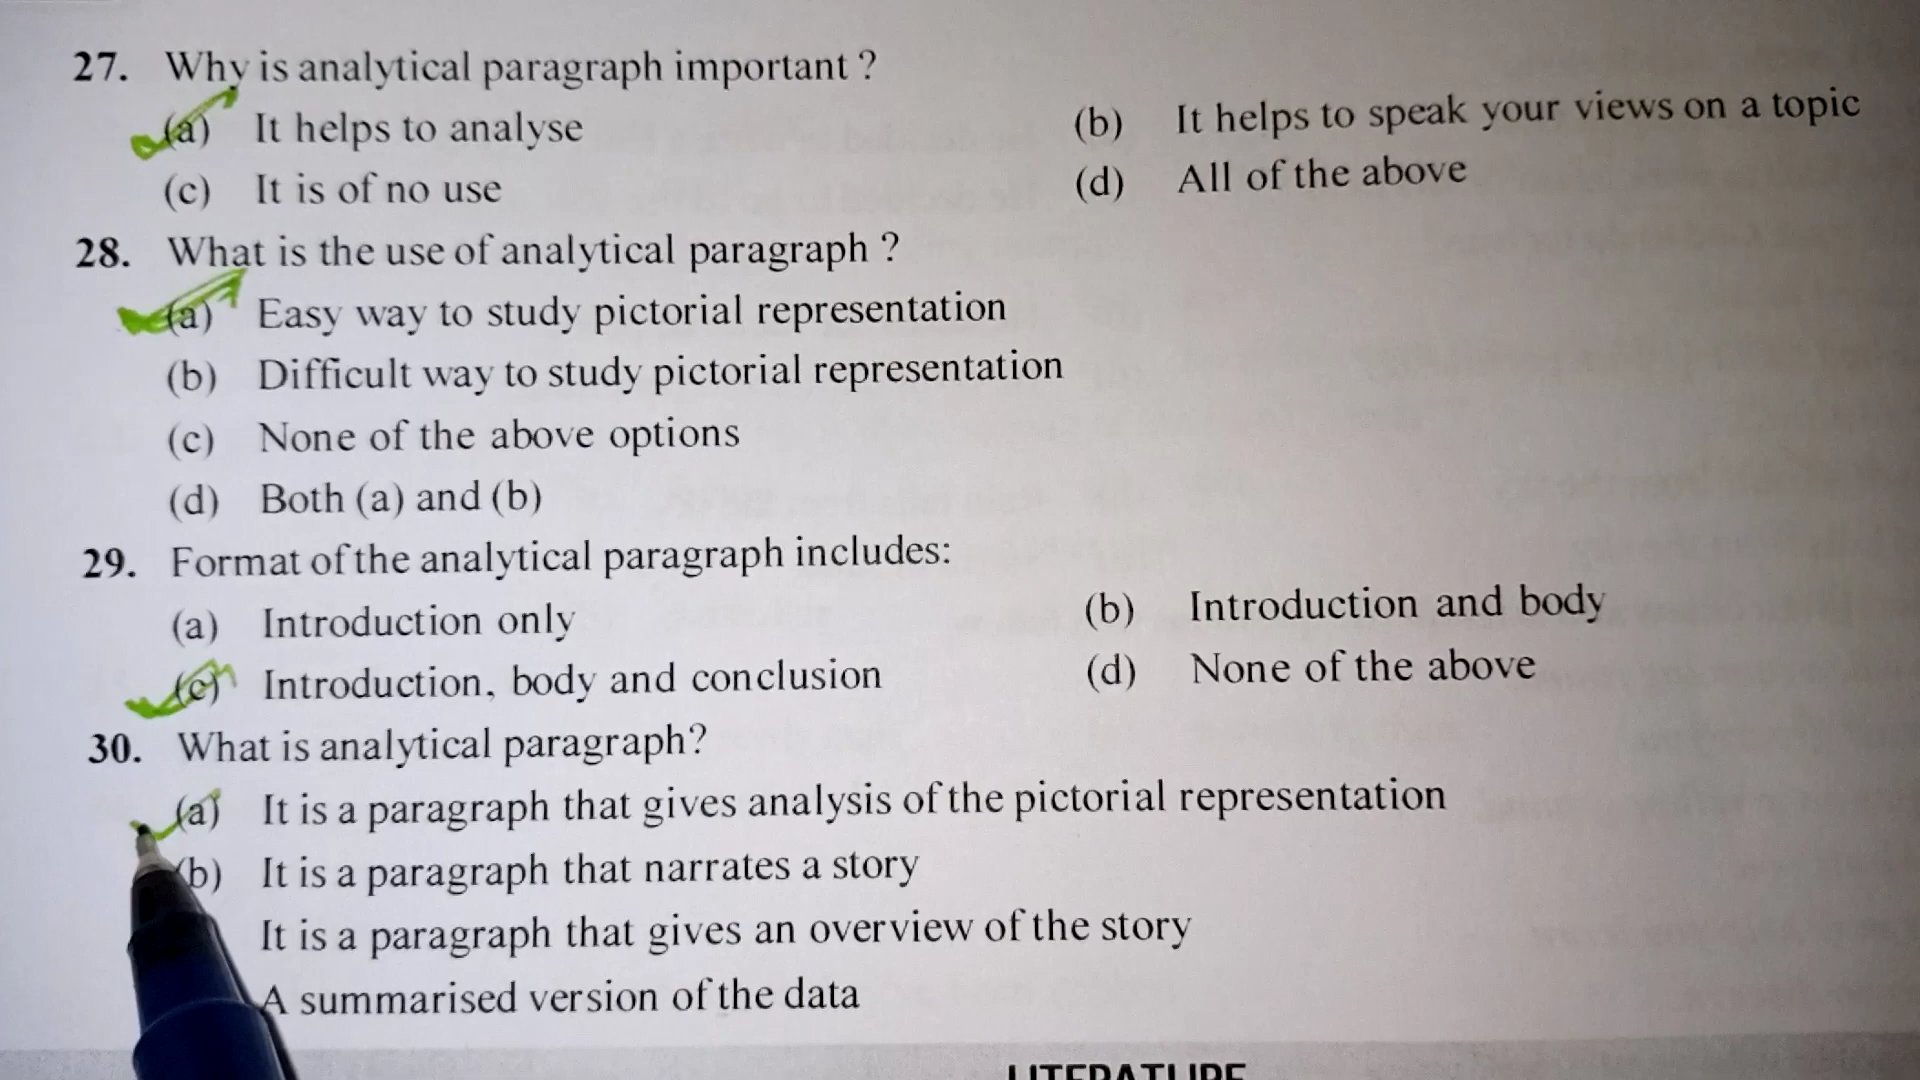 27. Why is analytical paragraph important ?
(a) It helps to analyse (b) It helps to speak your views on a topic
(c) It is of no use (d) All of the above
28. What is the use of analytical paragraph ?
(a) Easy way to study pictorial representation
(b) Difficult way to study pictorial representation
(c) None of the above options
(d) Both (a) and (b)
29. Format of the analytical paragraph includes:
(a) Introduction only (b) Introduction and body
(c) Introduction, body and conclusion (d) None of the above
30. What is analytical paragraph?
(a) It is a paragraph that gives analysis of the pictorial representation
(b) It is a paragraph that narrates a story
It is a paragraph that gives an overview of the story
A summarised version of the data
LITERATURE